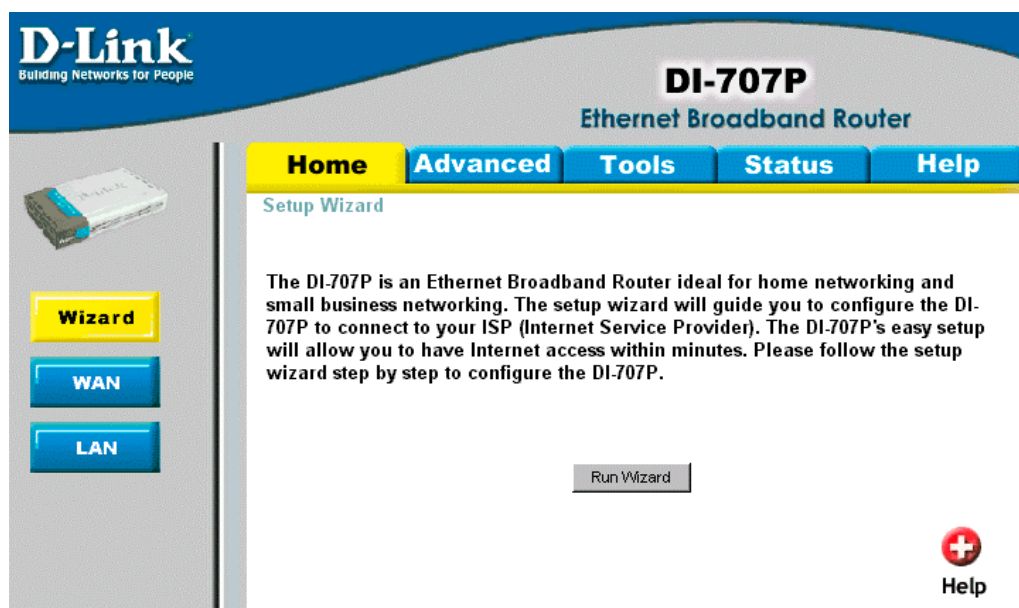 D-Link
Building Networks for People
DI-707P
Ethernet Broadband Router
Home
Advanced
Tools
Status
Help
Setup Wizard
The DI-707P is an Ethernet Broadband Router ideal for home networking and
small business networking. The setup wizard will guide you to configure the DI-
707P to connect to your ISP (Internet Service Provider). The DI-707P's easy setup
will allow you to have Internet access within minutes. Please follow the setup
wizard step by step to configure the DI-707P.
Wizard
WAN
LAN
Run Wizard
Help